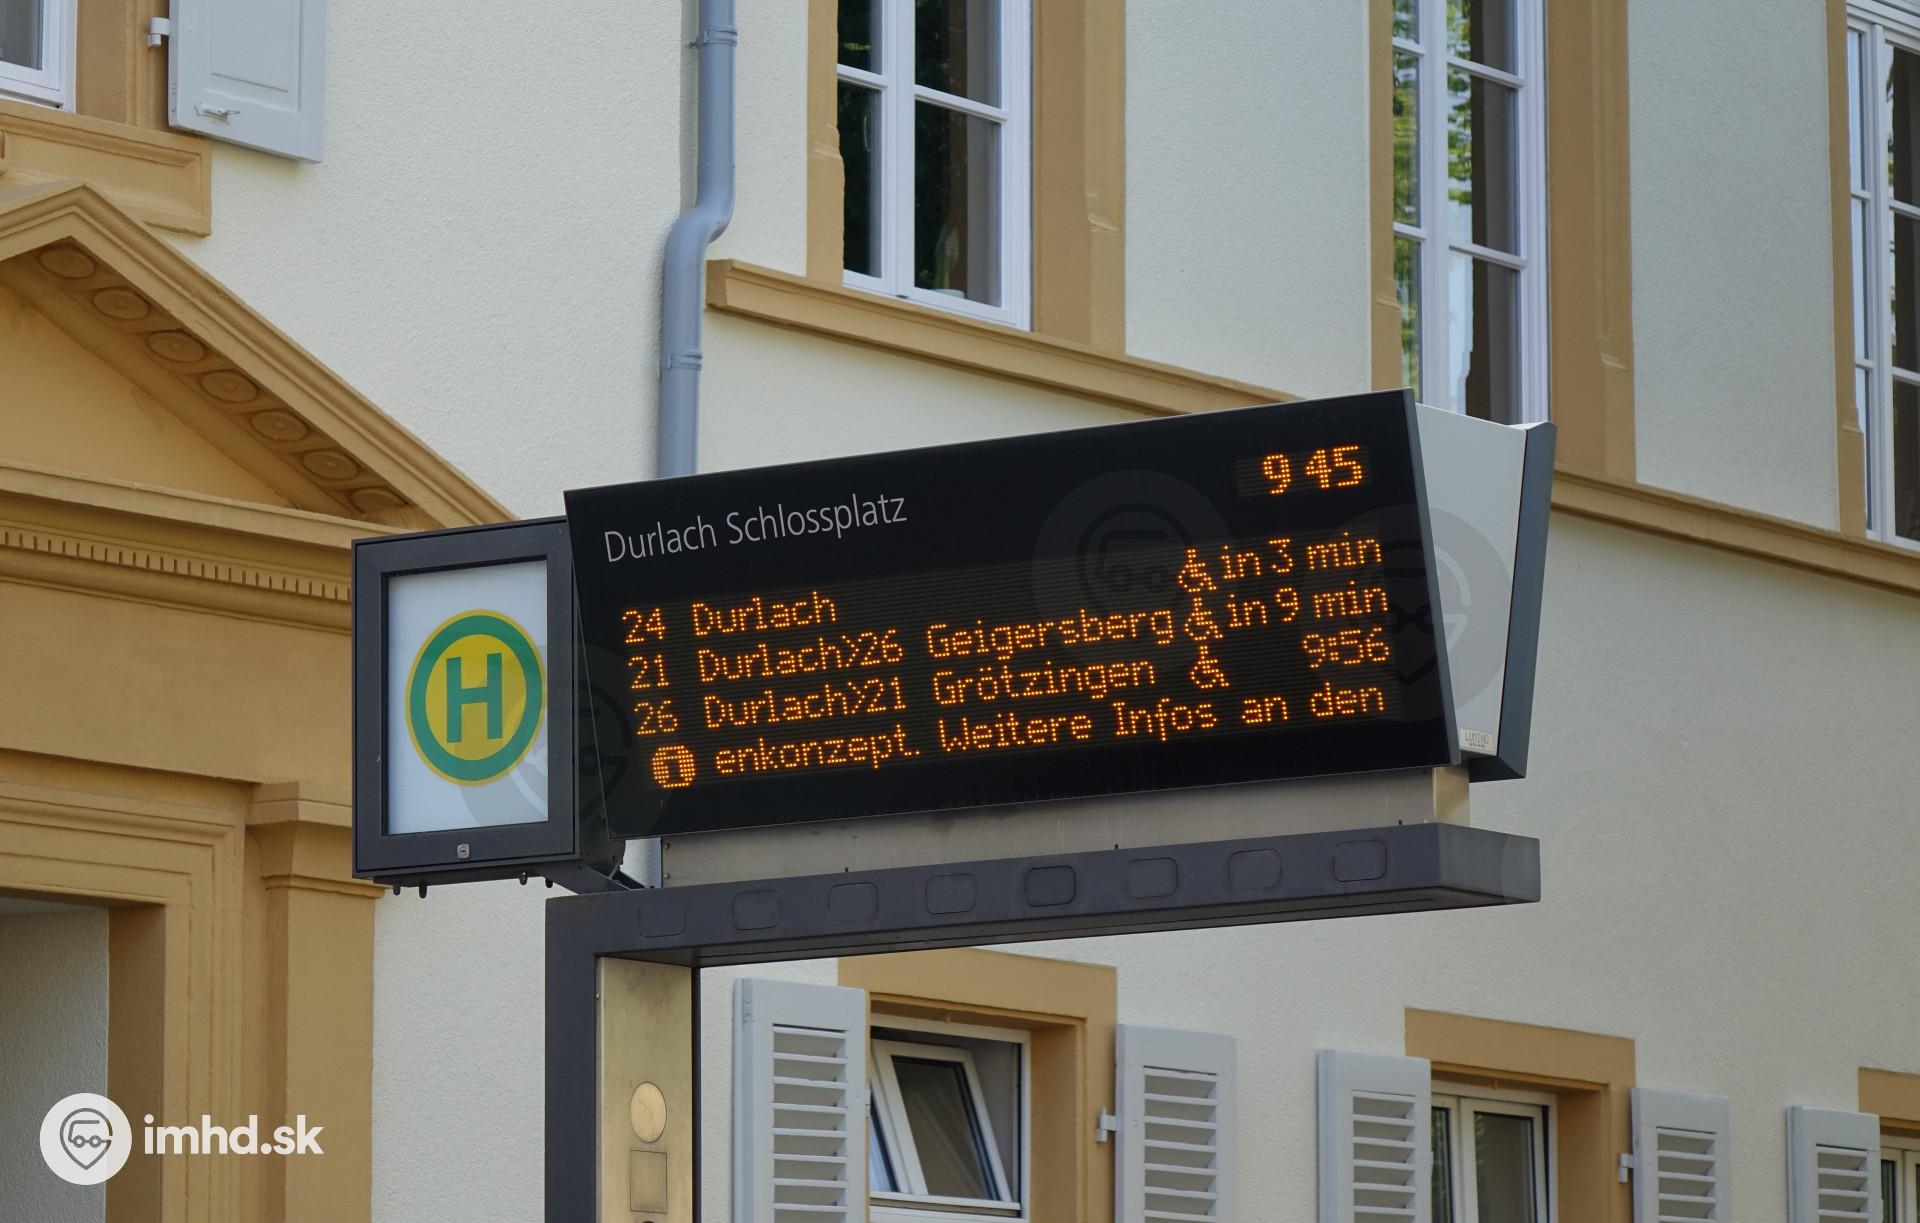 H
Durlach Schlossplatz
9 45
24 Durlach in 3 min
21 Durlach>26 Geigersberg in 9 min
26 Durlach>21 Grötzingen 9:56
enkonzept. Weitere Infos an den
LUMINO
imhd.sk